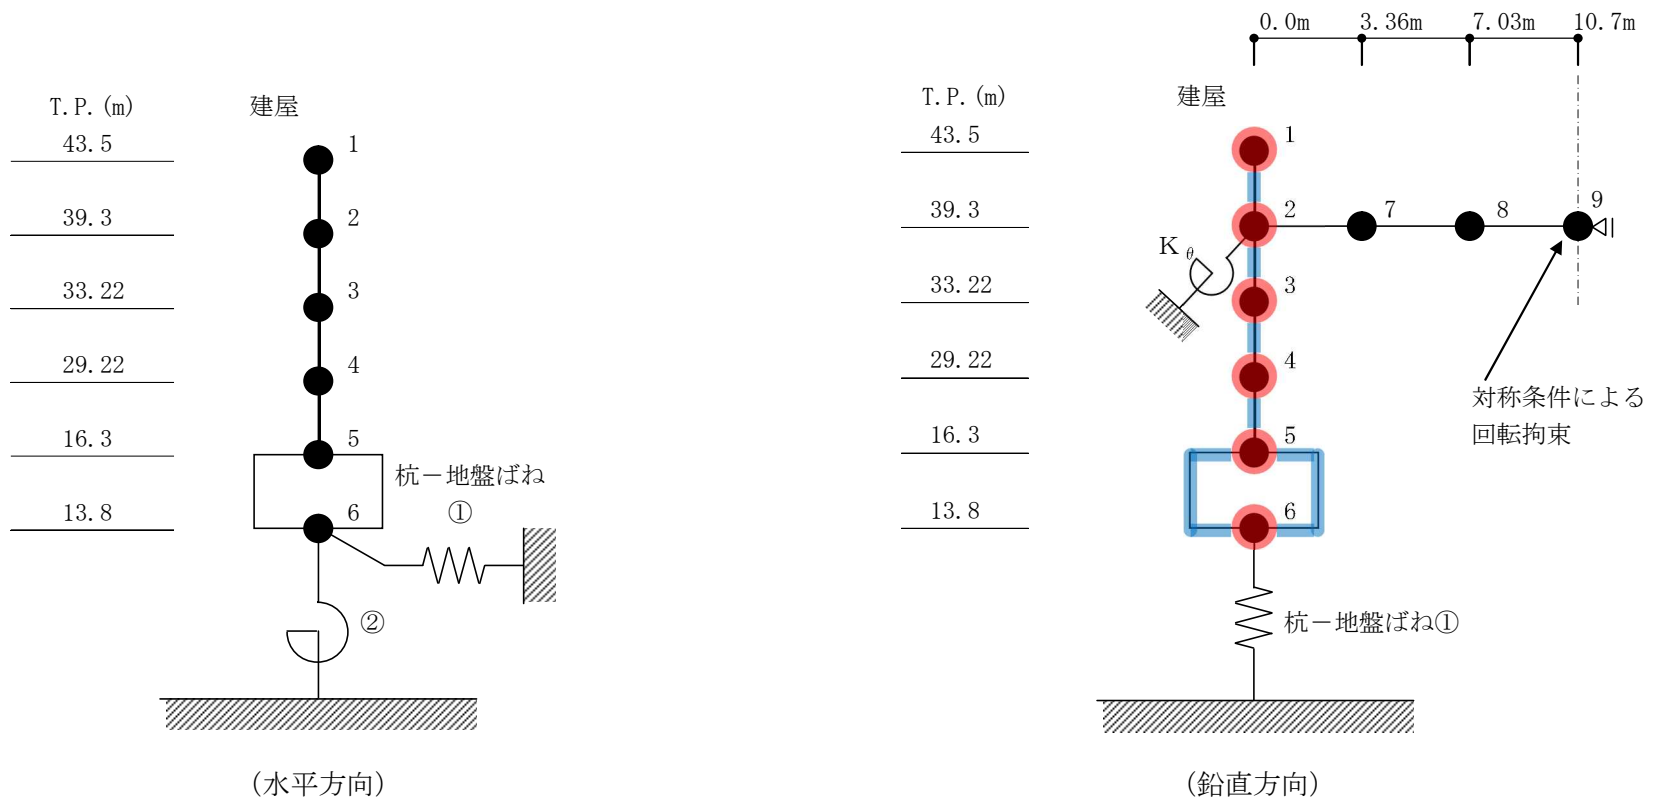 T.P.(m)
建屋
43.5
1
39.3
2
33.22
3
29.22
4
16.3
5
杭－地盤ばね
①
13.8
6
②
(水平方向)
0.0m 3.36m 7.03m 10.7m
T.P.(m)
建屋
43.5
1
39.3
2
7
8
9
Kθ
33.22
3
29.22
4
対称条件による
回転拘束
16.3
5
13.8
6
杭－地盤ばね①
(鉛直方向)